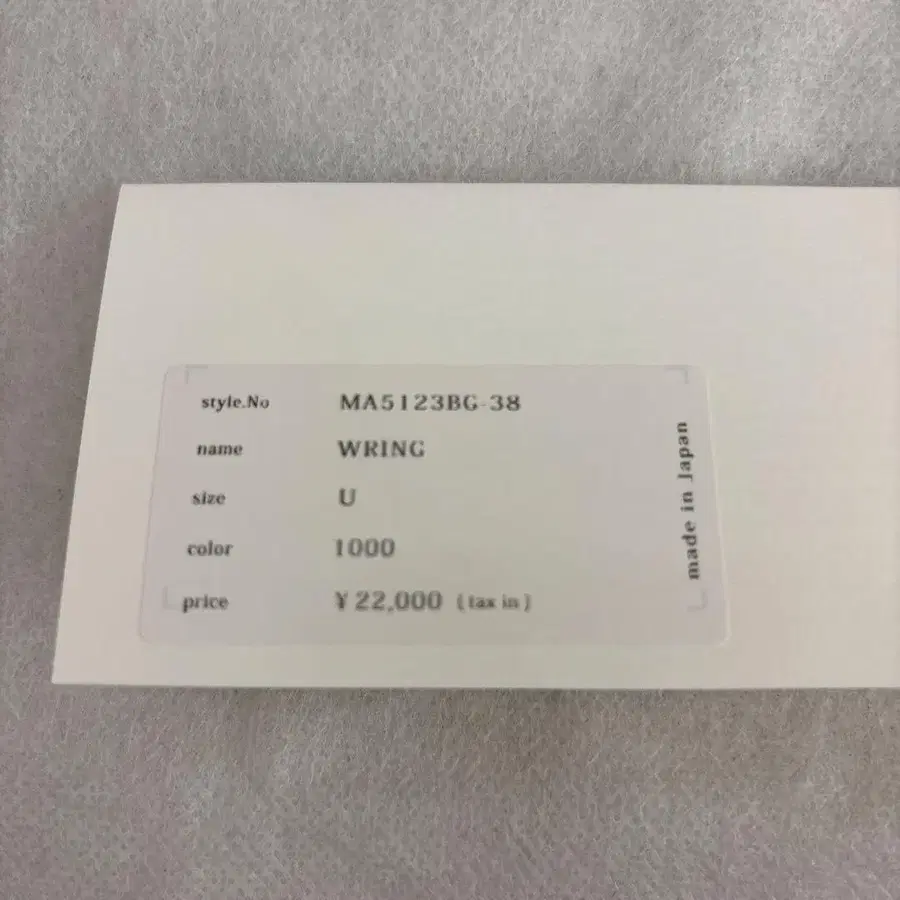 style.No MA5123BG-38
name WRING
size U
color 1000
price ¥ 22,000 (tax in)
made in Japan